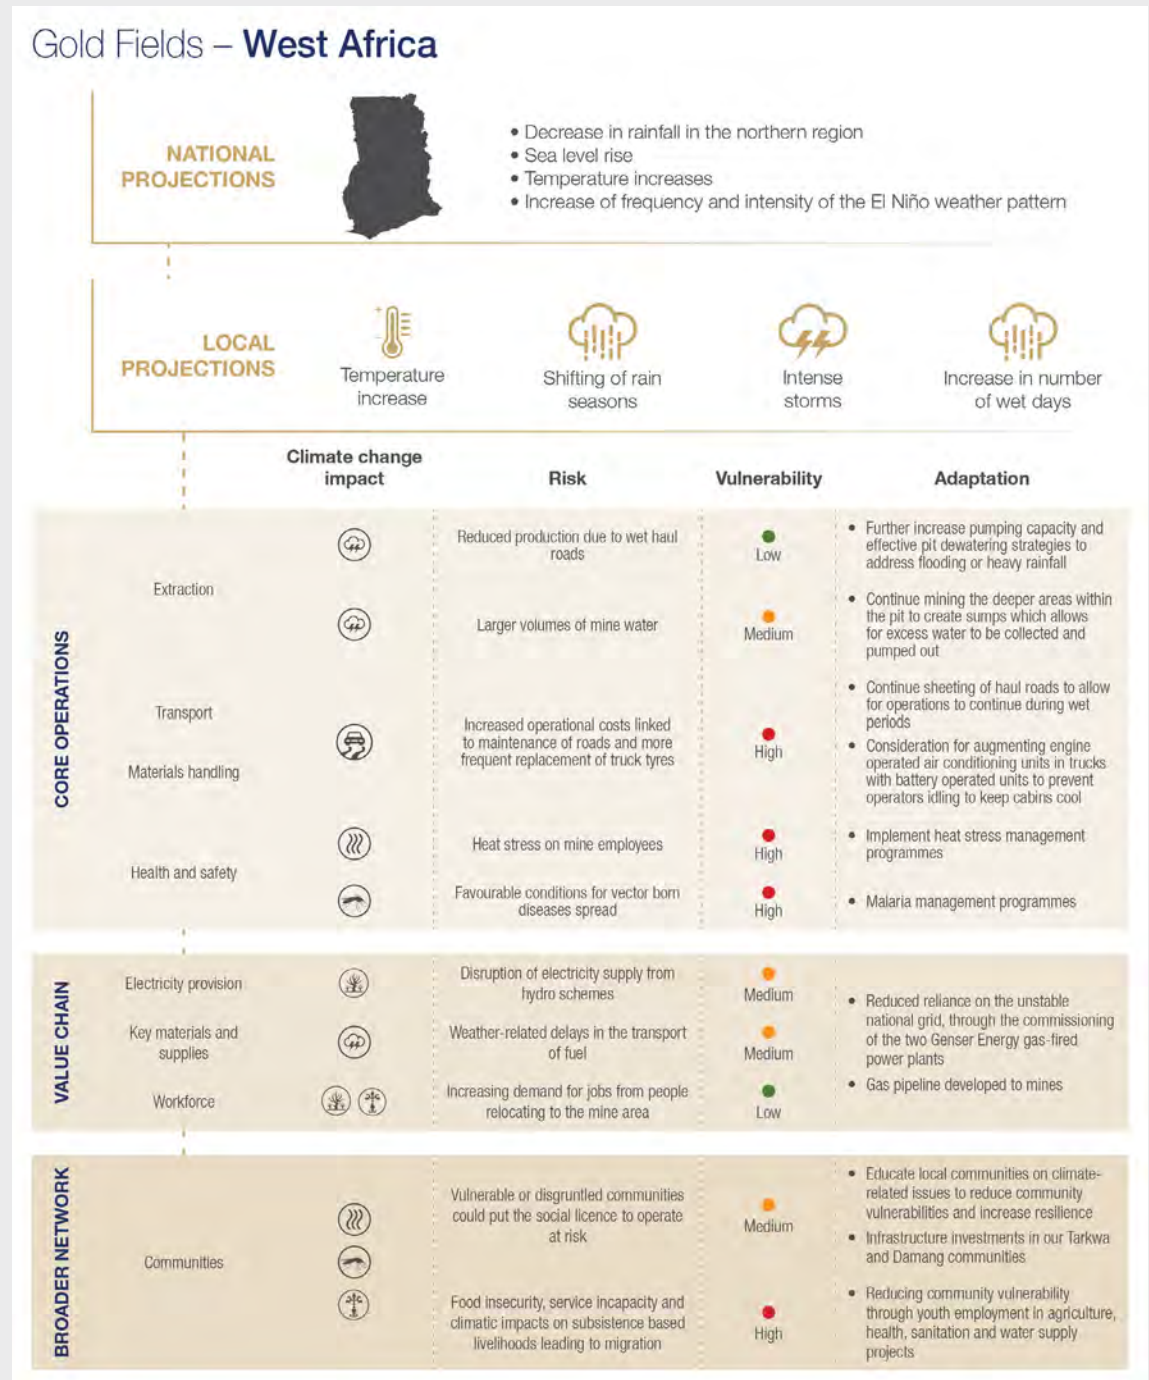 Gold Fields – West Africa
NATIONAL
PROJECTIONS
• Decrease in rainfall in the northern region
• Sea level rise
• Temperature increases
• Increase of frequency and intensity of the El Niño weather pattern
LOCAL
PROJECTIONS
Temperature
increase
Shifting of rain
seasons
Intense
storms
Increase in number
of wet days
Climate change
impact
Risk
Vulnerability
Adaptation
CORE OPERATIONS
Extraction
Reduced production due to wet haul
roads
Low
• Further increase pumping capacity and
effective pit dewatering strategies to
address flooding or heavy rainfall
Larger volumes of mine water
Medium
• Continue mining the deeper areas within
the pit to create sumps which allows
for excess water to be collected and
pumped out
Transport
Materials handling
Increased operational costs linked
to maintenance of roads and more
frequent replacement of truck tyres
High
• Continue sheeting of haul roads to allow
for operations to continue during wet
periods
• Consideration for augmenting engine
operated air conditioning units in trucks
with battery operated units to prevent
operators idling to keep cabins cool
Health and safety
Heat stress on mine employees
High
• Implement heat stress management
programmes
Favourable conditions for vector born
diseases spread
High
• Malaria management programmes
VALUE CHAIN
Electricity provision
Disruption of electricity supply from
hydro schemes
Medium
Key materials and
supplies
Weather-related delays in the transport
of fuel
Medium
Workforce
Increasing demand for jobs from people
relocating to the mine area
Low
• Reduced reliance on the unstable
national grid, through the commissioning
of the two Genser Energy gas-fired
power plants
• Gas pipeline developed to mines
BROADER NETWORK
Communities
Vulnerable or disgruntled communities
could put the social licence to operate
at risk
Medium
• Educate local communities on climate-
related issues to reduce community
vulnerabilities and increase resilience
• Infrastructure investments in our Tarkwa
and Damang communities
Food insecurity, service incapacity and
climatic impacts on subsistence based
livelihoods leading to migration
High
• Reducing community vulnerability
through youth employment in agriculture,
health, sanitation and water supply
projects